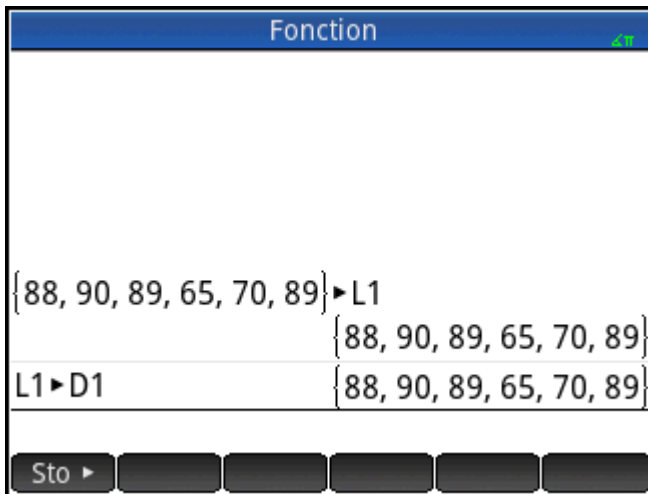 Fonction
∡π
{88, 90, 89, 65, 70, 89}▶L1
{88, 90, 89, 65, 70, 89}
L1▶D1 {88, 90, 89, 65, 70, 89}
Sto ▶